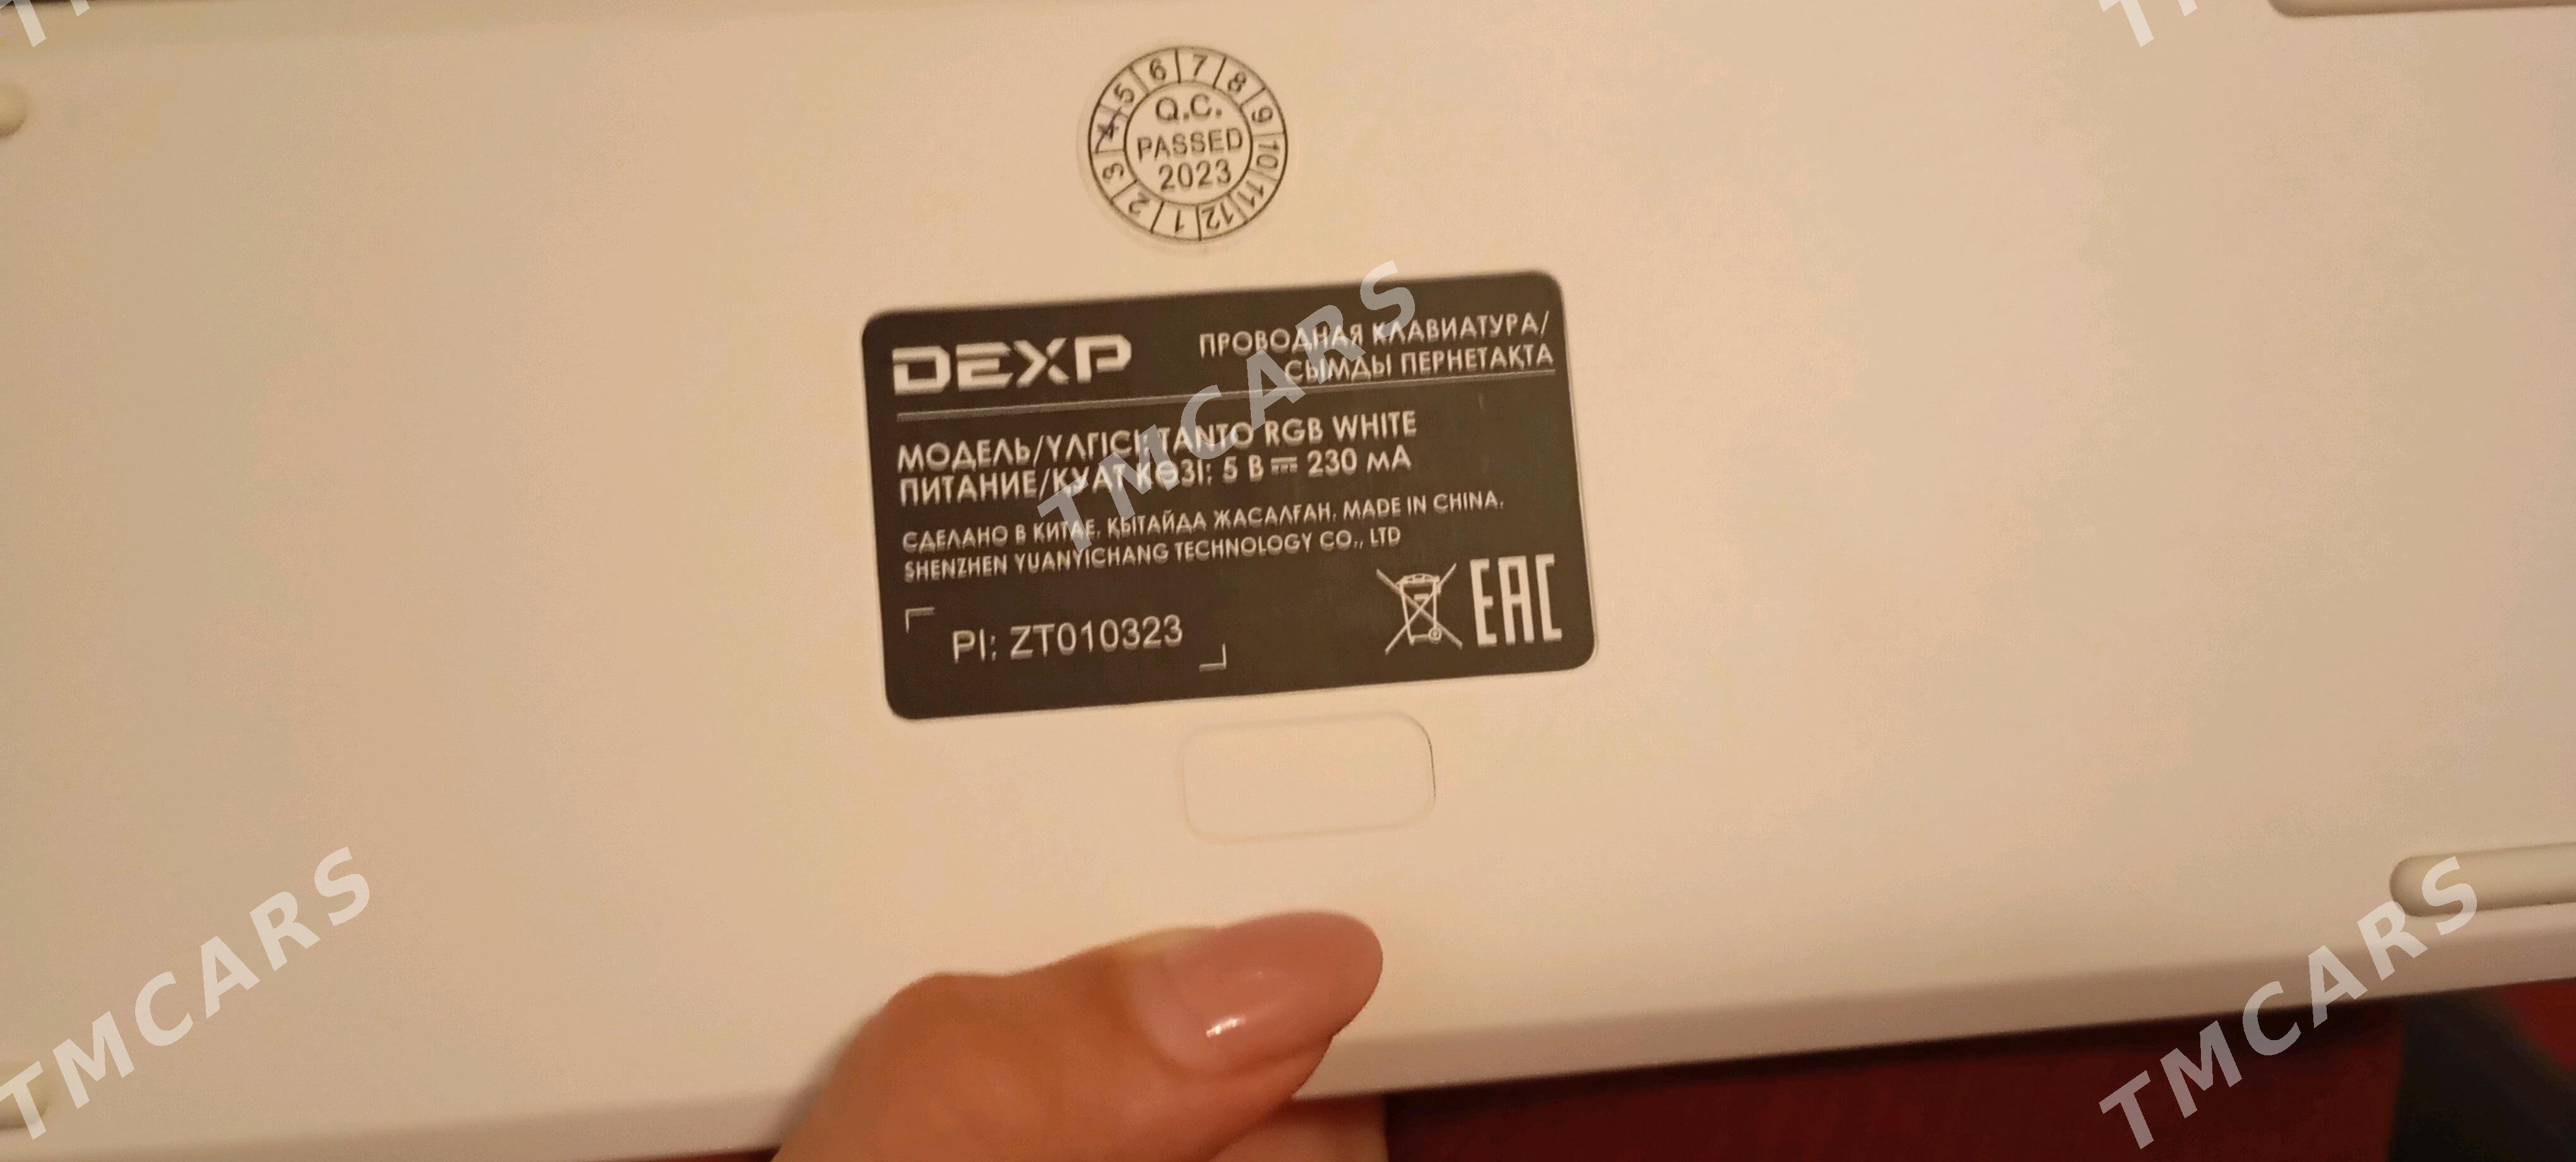 Q.C.
PASSED
2023
1 2 3 4 5 6 7 8 9 10 11 12
DEXP
ПРОВОДНАЯ КЛАВИАТУРА/
СЫМДЫ ПЕРНЕТАҚТА
МОДЕЛЬ/ҮЛГІСІ: TANTO RGB WHITE
ПИТАНИЕ/ҚУАТ КӨЗІ: 5 В ⎓ 230 мА
СДЕЛАНО В КИТАЕ. ҚЫТАЙДА ЖАСАЛҒАН. MADE IN CHINA.
SHENZHEN YUANYICHANG TECHNOLOGY CO., LTD
PI: ZT010323
EAC
TMCARS
TMCARS
TMCARS